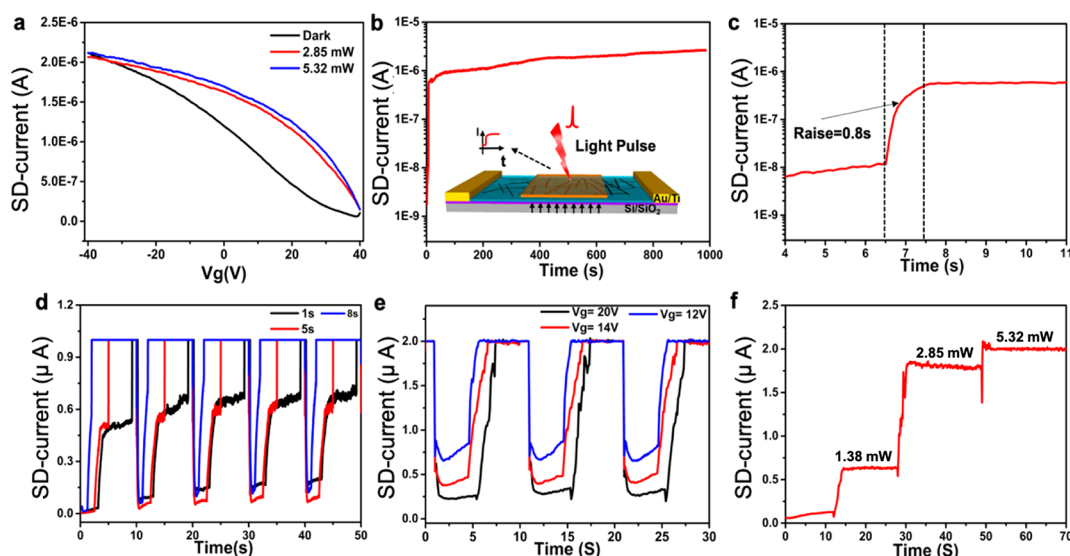 a
2.5E-6
2.0E-6
1.5E-6
1.0E-6
5.0E-7
0.0
SD-current (A)
Dark
2.85 mW
5.32 mW
-40
-20
0
20
40
Vg(V)
b
1E-4
1E-5
1E-6
1E-7
1E-8
1E-9
SD-current (A)
I
t
Light Pulse
Au/Ti
Si/SiO2
0
200
400
600
800
1000
Time (s)
c
1E-5
1E-6
1E-7
1E-8
1E-9
SD-current (A)
Raise=0.8s
4
5
6
7
8
9
10
11
Time (s)
d
1.2
0.9
0.6
0.3
0.0
SD-current (μ A)
1s
8s
5s
0
10
20
30
40
50
Time(s)
e
2.5
2.0
1.5
1.0
0.5
0.0
SD-current (μ A)
Vg= 20V
Vg= 12V
Vg= 14V
0
5
10
15
20
25
30
Time (S)
f
2.5
2.0
1.5
1.0
0.5
0.0
SD-current (μ A)
1.38 mW
2.85 mW
5.32 mW
0
10
20
30
40
50
60
70
Time (S)